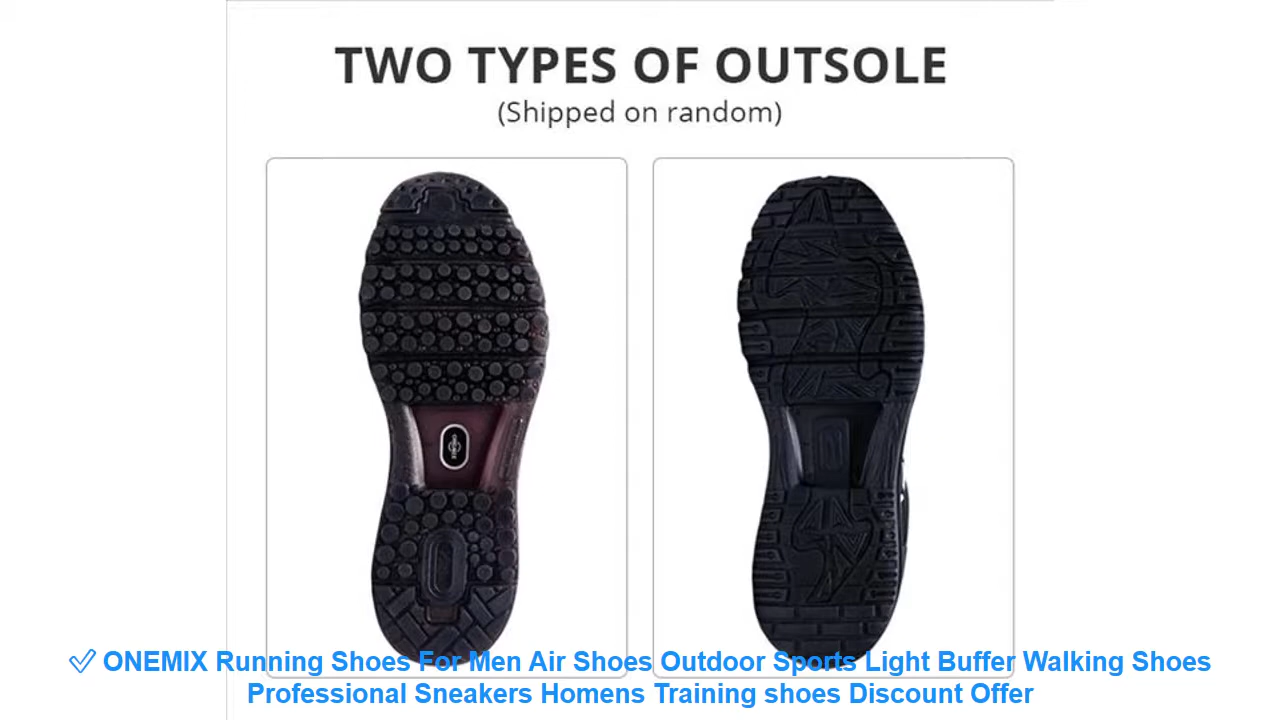 TWO TYPES OF OUTSOLE
(Shipped on random)
ONEMIX
✅ ONEMIX Running Shoes For Men Air Shoes Outdoor Sports Light Buffer Walking Shoes
Professional Sneakers Homens Training shoes Discount Offer